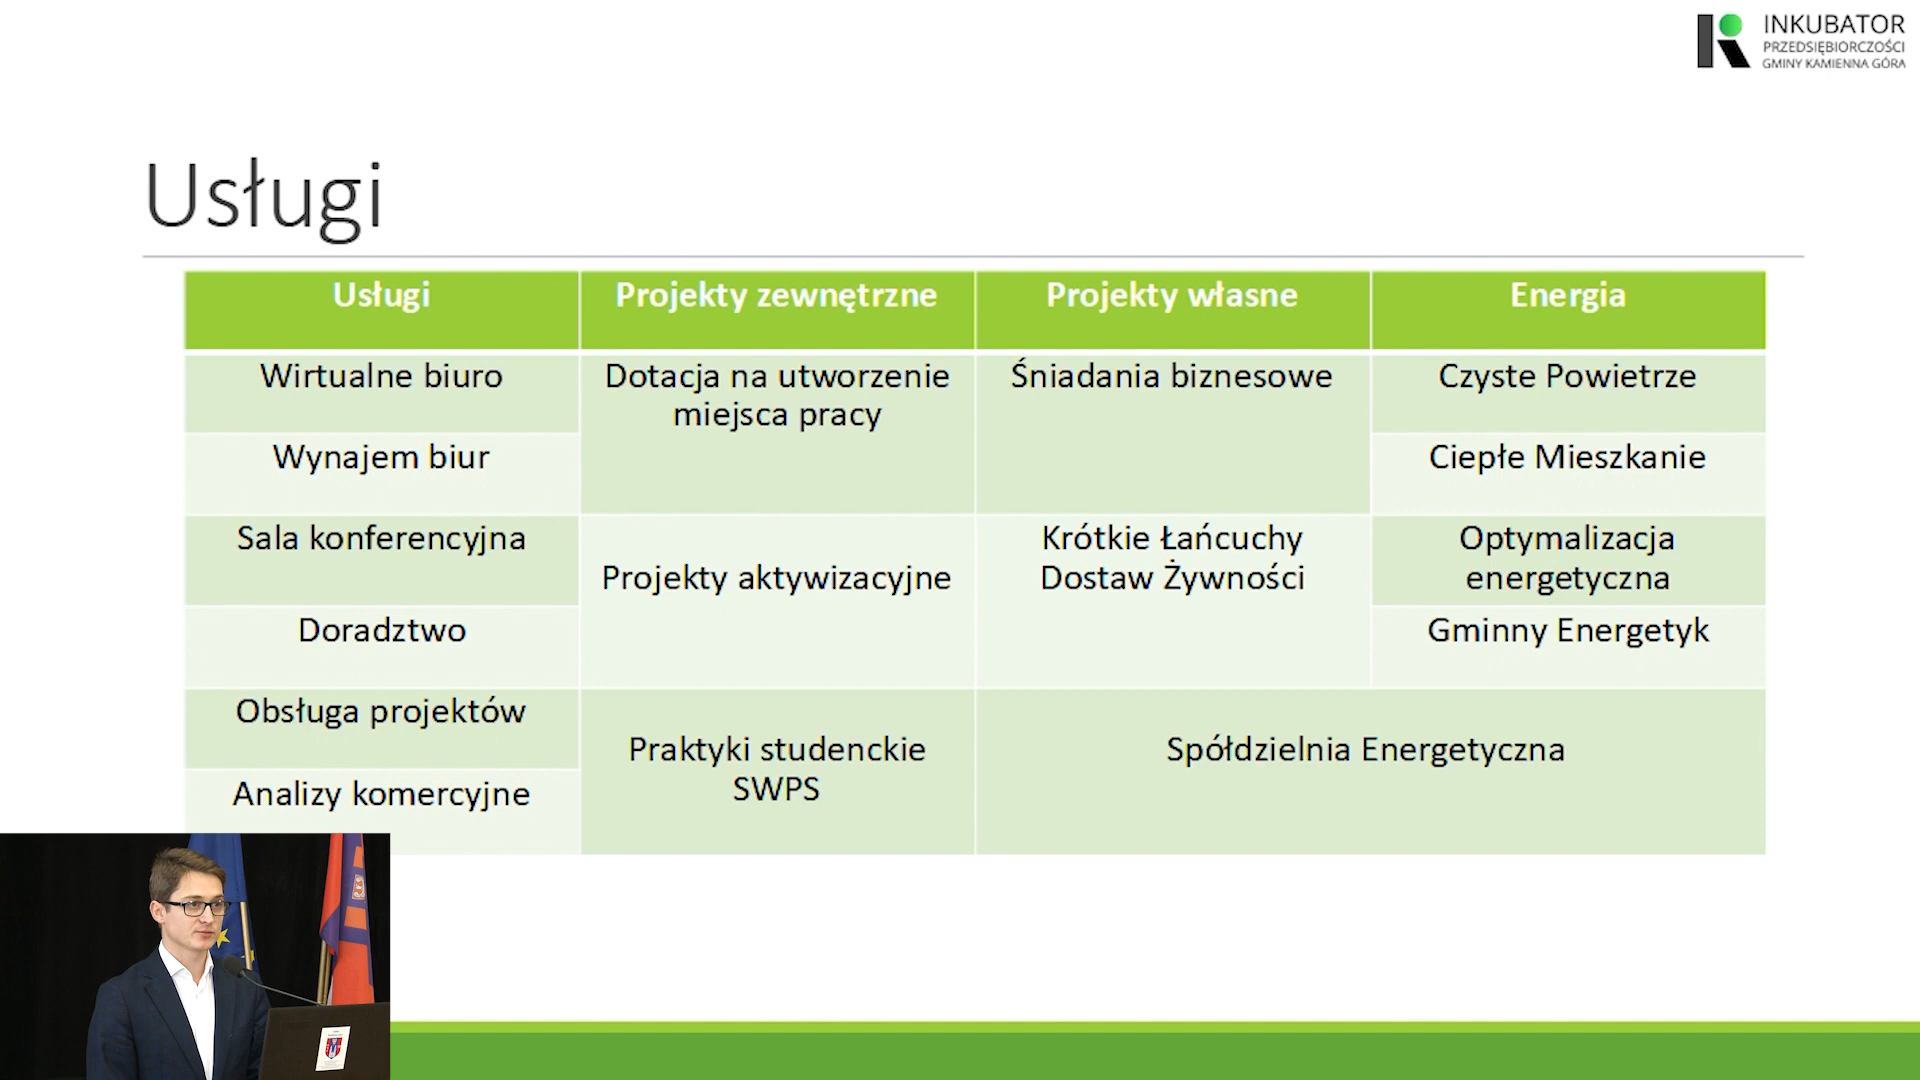 INKUBATOR
PRZEDSIĘBIORCZOŚCI
GMINY KAMIENNA GÓRA
Usługi
Usługi
Projekty zewnętrzne
Projekty własne
Energia
Wirtualne biuro
Dotacja na utworzenie
miejsca pracy
Śniadania biznesowe
Czyste Powietrze
Wynajem biur
Ciepłe Mieszkanie
Sala konferencyjna
Projekty aktywizacyjne
Krótkie Łańcuchy
Dostaw Żywności
Optymalizacja
energetyczna
Doradztwo
Gminny Energetyk
Obsługa projektów
Praktyki studenckie
SWPS
Spółdzielnia Energetyczna
Analizy komercyjne